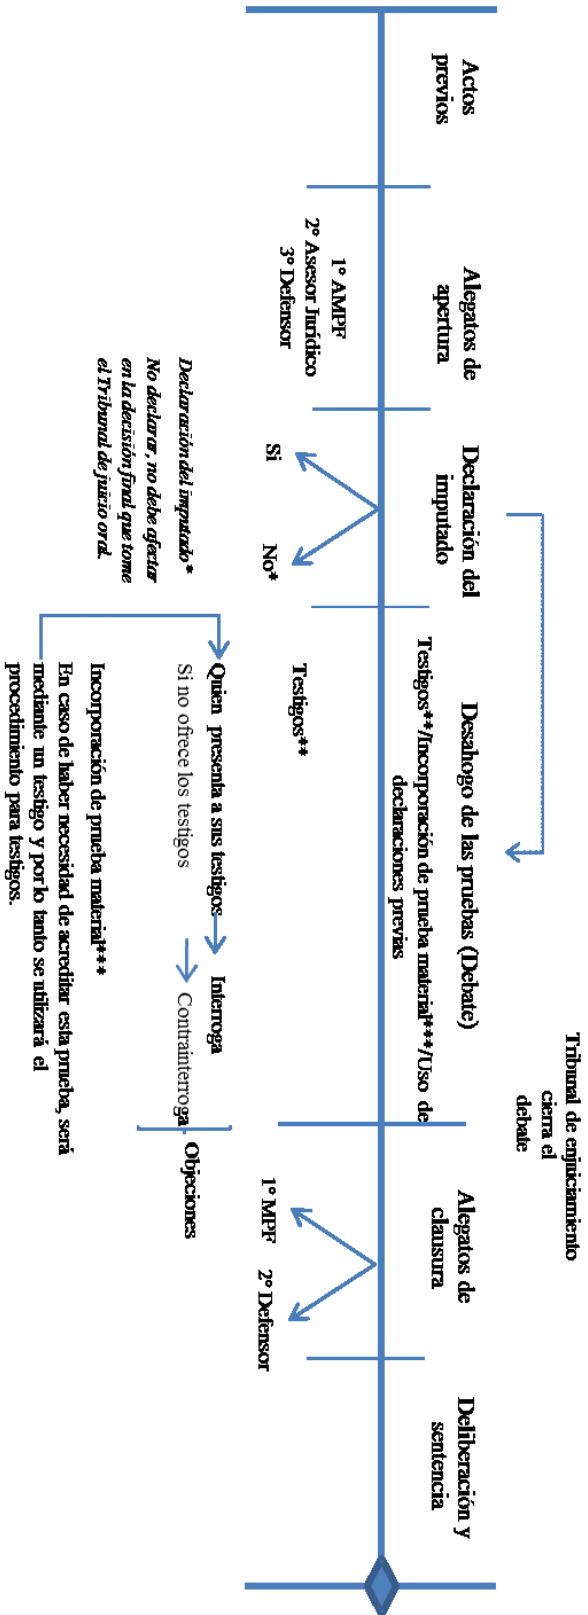 Actos
previos
Alegatos de
apertura
1° AMPF
2° Asesor Jurídico
3° Defensor
Declaración del
imputado
Si
No*
Declaración del imputado*
No declarar, no debe afectar
en la decisión final que tome
el Tribunal de juicio oral.
Desahogo de las pruebas (Debate)
Testigos**/Incorporación de prueba material***/Uso de
declaraciones previas
Testigos**
Quien presenta a sus testigos
Interroga
Si no ofrece los testigos
Contrainterroga
Objeciones
Incorporación de prueba material***
En caso de haber necesidad de acreditar esta prueba, será
mediante un testigo y por lo tanto se utilizará el
procedimiento para testigos.
Tribunal de enjuiciamiento
cierra el
debate
Alegatos de
clausura
1° MPF
2° Defensor
Deliberación y
sentencia